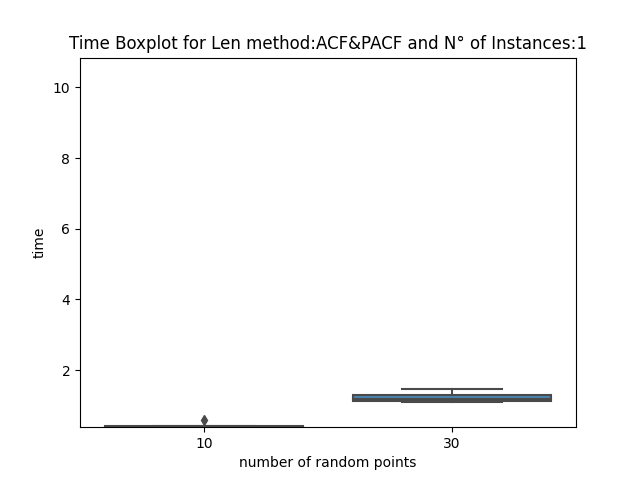 Time Boxplot for Len method:ACF&PACF and N° of Instances:1
10
8
6
4
2
time
10 30
number of random points